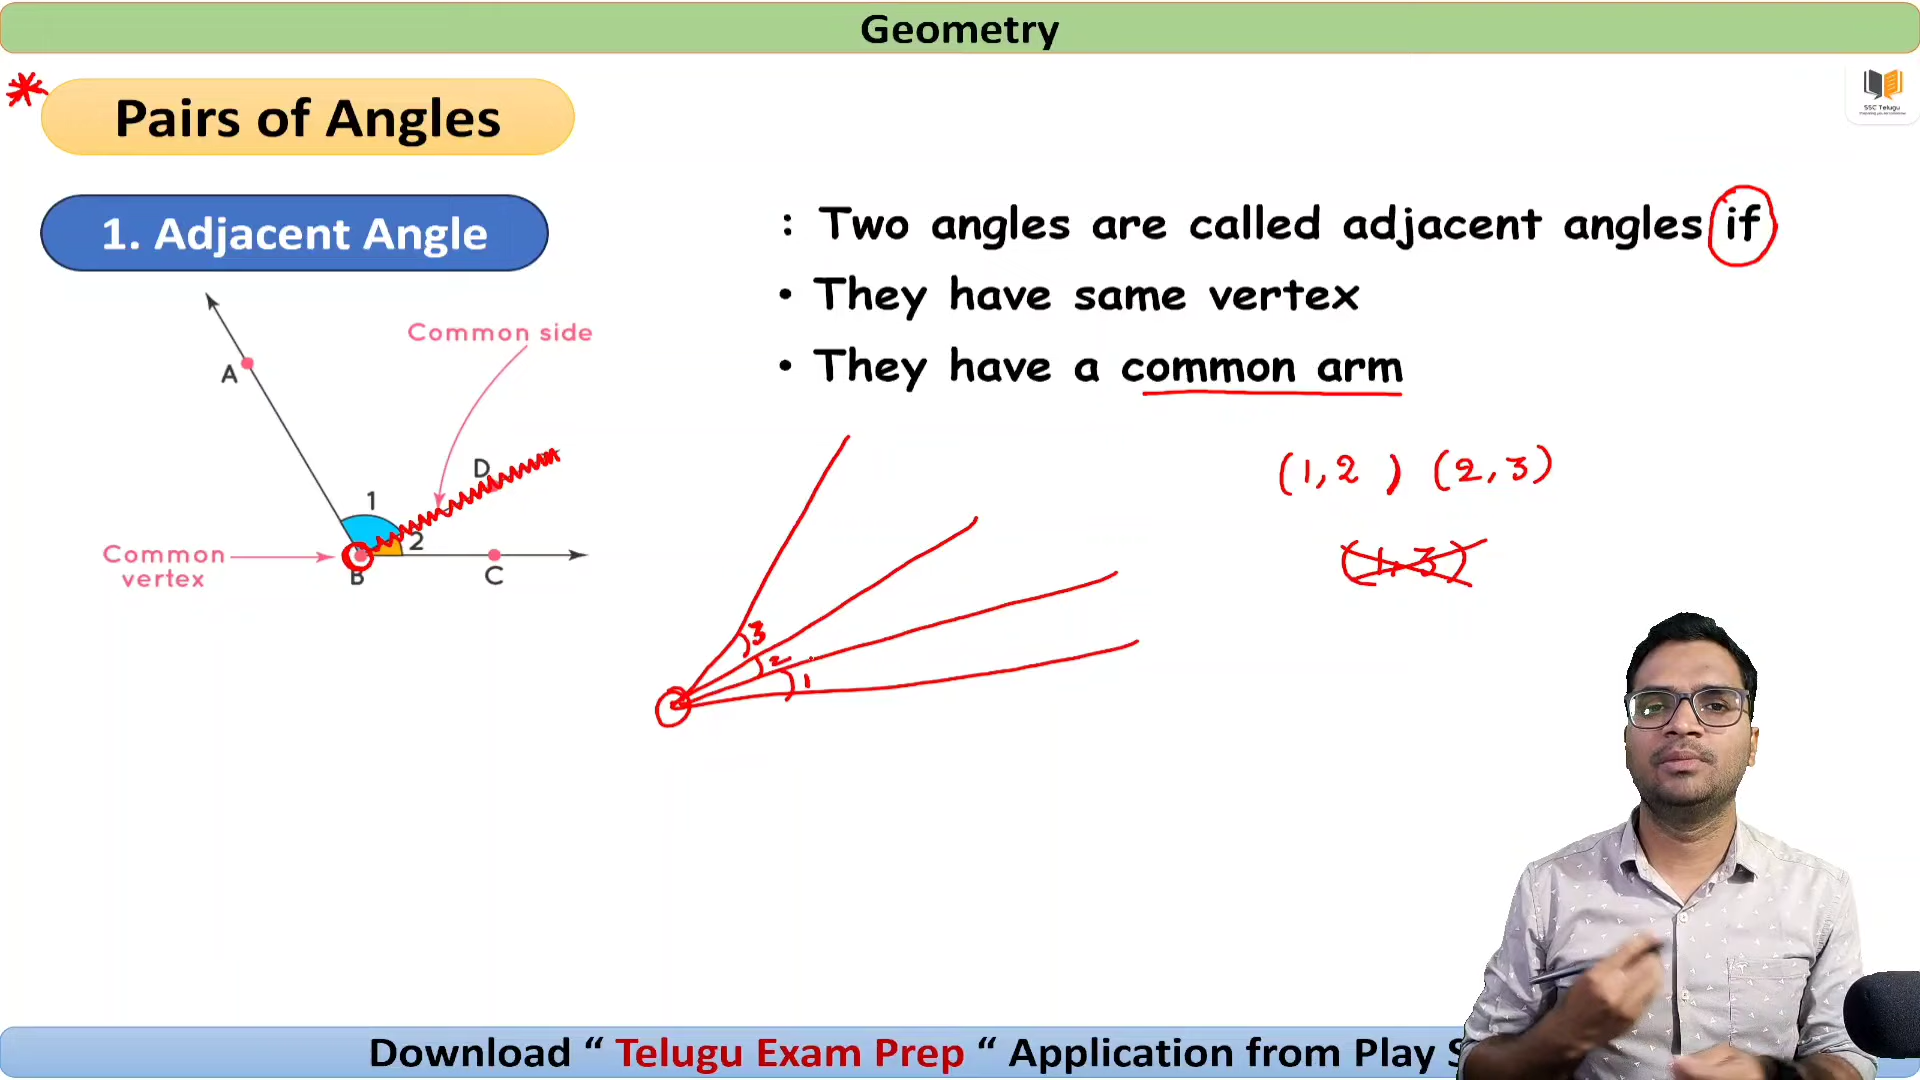 Geometry
Pairs of Angles
SSC Telugu
1. Adjacent Angle
: Two angles are called adjacent angles if
• They have same vertex
• They have a common arm
Common side
A
D
1
2
Common
vertex
B
C
(1,2) (2,3)
(1,3)
3
2
1
Download “ Telugu Exam Prep “ Application from Play S